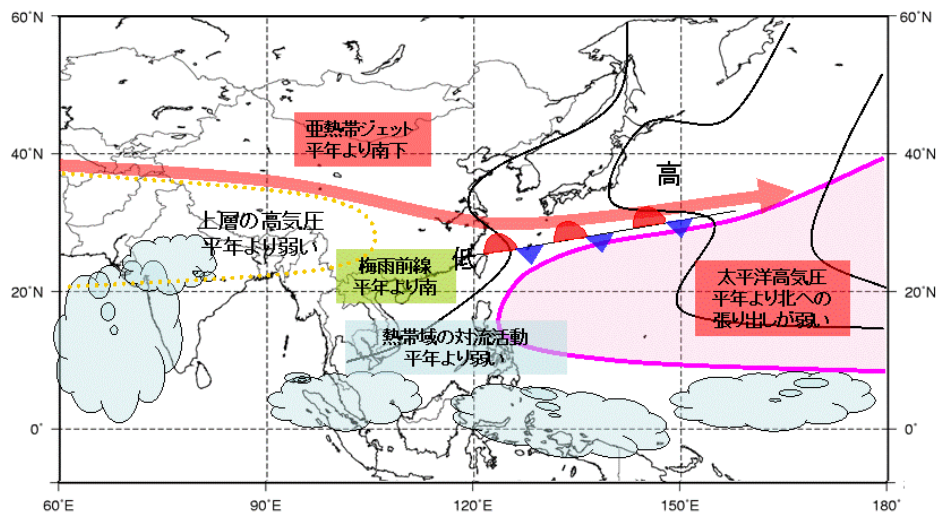 60°N
60°N
亜熱帯ジェット
平年より南下
40°N
40°N
高
上層の高気圧
平年より弱い
低
梅雨前線
平年より南
太平洋高気圧
平年より北への
張り出しが弱い
20°N
20°N
熱帯域の対流活動
平年より弱い
0°
0°
60°E
90°E
120°E
150°E
180°